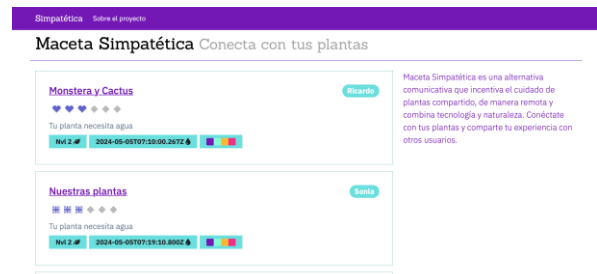 Simpatética Sobre el proyecto
Maceta Simpatética Conecta con tus plantas
Monstera y Cactus
Ricardo
Tu planta necesita agua
Nvl 2
2024-05-05T07:10:00.267Z
Nuestras plantas
Sonia
Tu planta necesita agua
Nvl 2
2024-05-05T07:19:10.800Z
Maceta Simpatética es una alternativa
comunicativa que incentiva el cuidado de
plantas compartido, de manera remota y
combina tecnología y naturaleza. Conéctate
con tus plantas y comparte tu experiencia con
otros usuarios.